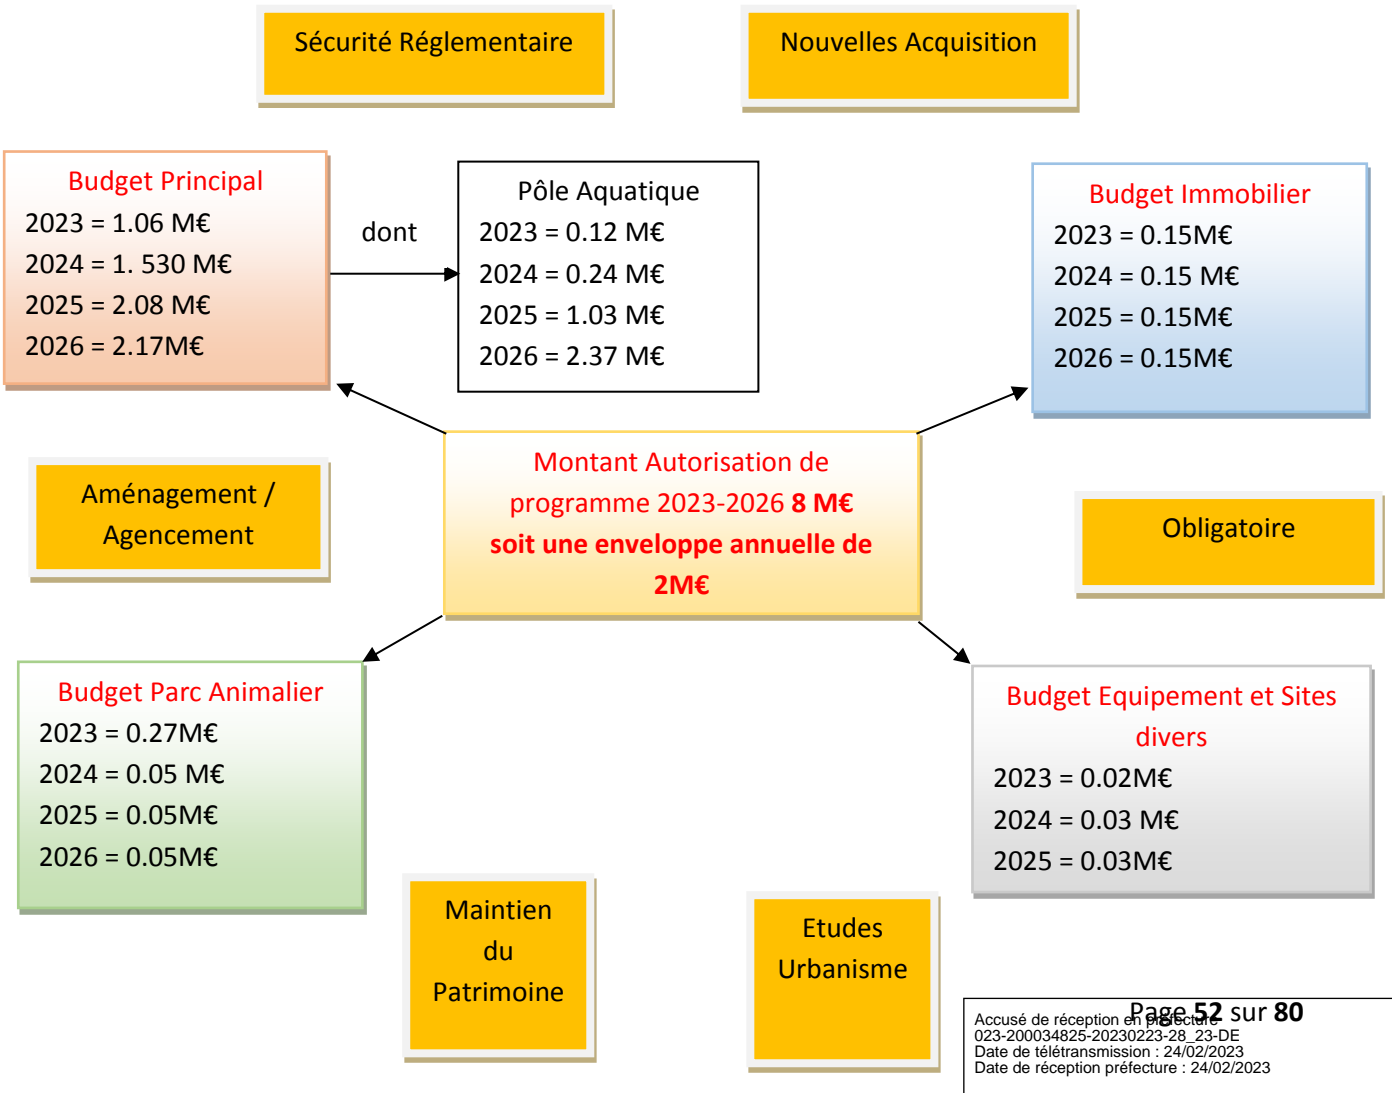 Sécurité Réglementaire
Nouvelles Acquisition
Budget Principal
2023 = 1.06 M€
2024 = 1. 530 M€
2025 = 2.08 M€
2026 = 2.17M€
dont
Pôle Aquatique
2023 = 0.12 M€
2024 = 0.24 M€
2025 = 1.03 M€
2026 = 2.37 M€
Budget Immobilier
2023 = 0.15M€
2024 = 0.15 M€
2025 = 0.15M€
2026 = 0.15M€
Aménagement /
Agencement
Montant Autorisation de
programme 2023-2026 8 M€
soit une enveloppe annuelle de
2M€
Obligatoire
Budget Parc Animalier
2023 = 0.27M€
2024 = 0.05 M€
2025 = 0.05M€
2026 = 0.05M€
Budget Equipement et Sites
divers
2023 = 0.02M€
2024 = 0.03 M€
2025 = 0.03M€
Maintien
du
Patrimoine
Etudes
Urbanisme
Page 52 sur 80
Accusé de réception en préfecture
023-200034825-20230223-28_23-DE
Date de télétransmission : 24/02/2023
Date de réception préfecture : 24/02/2023